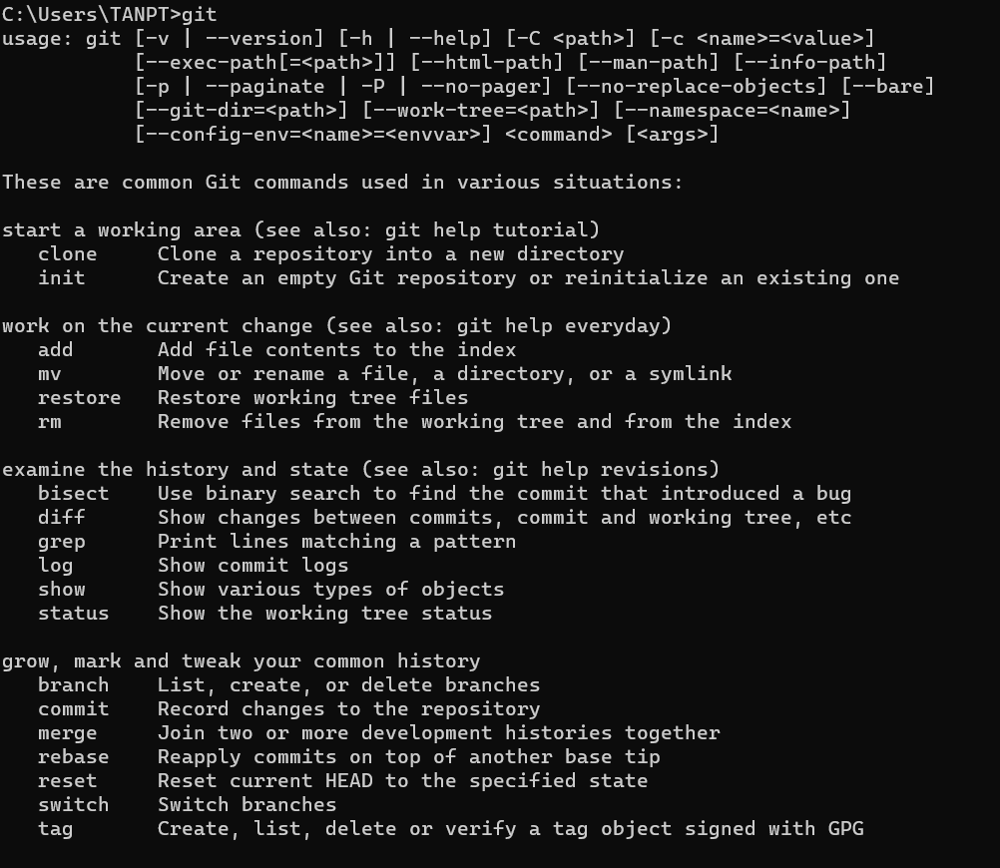 C:\Users\TANPT>git
usage: git [-v | --version] [-h | --help] [-C <path>] [-c <name>=<value>]
           [--exec-path[=<path>]] [--html-path] [--man-path] [--info-path]
           [-p | --paginate | -P | --no-pager] [--no-replace-objects] [--bare]
           [--git-dir=<path>] [--work-tree=<path>] [--namespace=<name>]
           [--config-env=<name>=<envvar>] <command> [<args>]

These are common Git commands used in various situations:

start a working area (see also: git help tutorial)
   clone     Clone a repository into a new directory
   init      Create an empty Git repository or reinitialize an existing one

work on the current change (see also: git help everyday)
   add       Add file contents to the index
   mv        Move or rename a file, a directory, or a symlink
   restore   Restore working tree files
   rm        Remove files from the working tree and from the index

examine the history and state (see also: git help revisions)
   bisect    Use binary search to find the commit that introduced a bug
   diff      Show changes between commits, commit and working tree, etc
   grep      Print lines matching a pattern
   log       Show commit logs
   show      Show various types of objects
   status    Show the working tree status

grow, mark and tweak your common history
   branch    List, create, or delete branches
   commit    Record changes to the repository
   merge     Join two or more development histories together
   rebase    Reapply commits on top of another base tip
   reset     Reset current HEAD to the specified state
   switch    Switch branches
   tag       Create, list, delete or verify a tag object signed with GPG